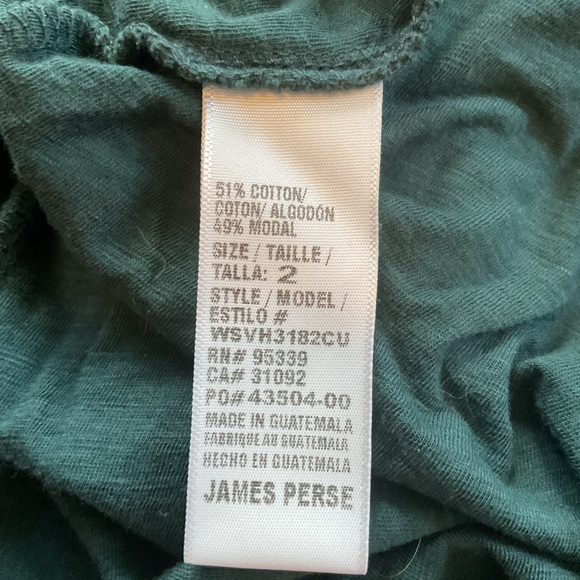 51% COTTON/
COTON/ ALGODÓN
49% MODAL
SIZE / TAILLE /
TALLA: 2
STYLE / MODEL /
ESTILO #
WSVH3182CU
RN# 95339
CA# 31092
PO# 43504-00
MADE IN GUATEMALA
FABRIQUE AU GUATEMALA
HECHO EN GUATEMALA
JAMES PERSE